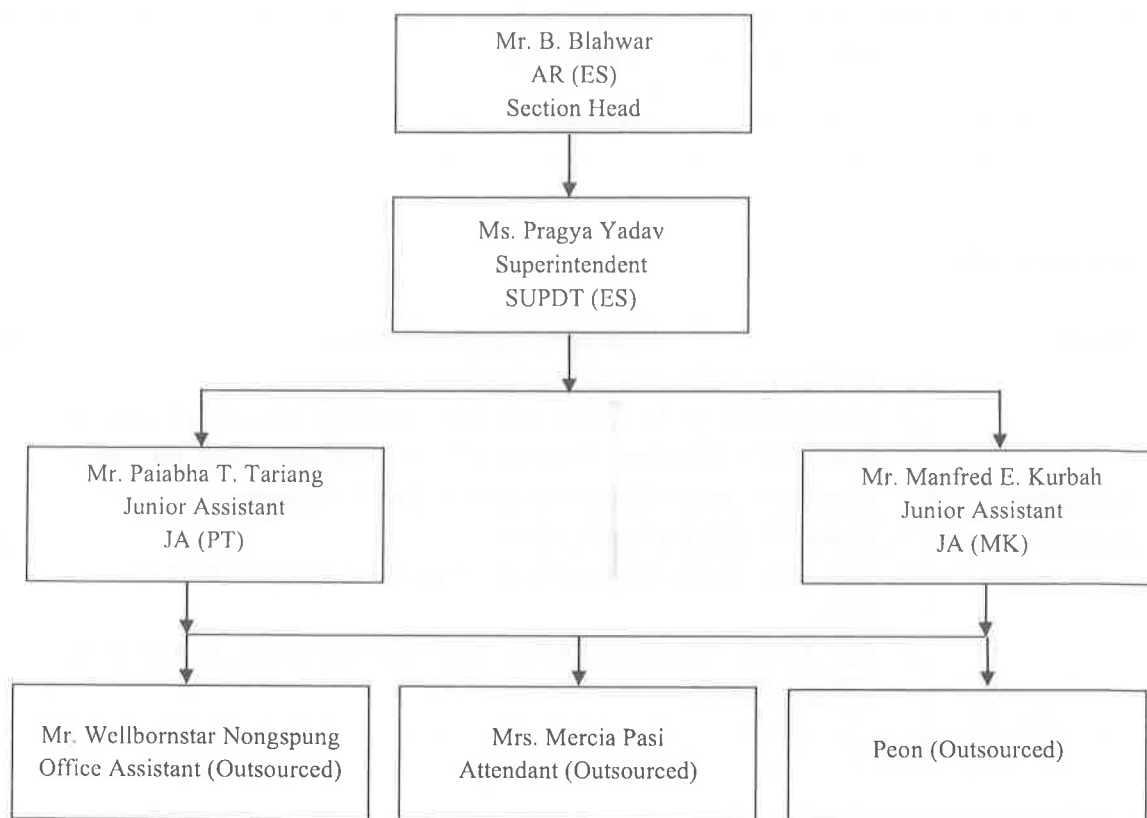 Mr. B. Blahwar
AR (ES)
Section Head
Ms. Pragya Yadav
Superintendent
SUPDT (ES)
Mr. Paiabha T. Tariang
Junior Assistant
JA (PT)
Mr. Manfred E. Kurbah
Junior Assistant
JA (MK)
Mr. Wellbornstar Nongspung
Office Assistant (Outsourced)
Mrs. Mercia Pasi
Attendant (Outsourced)
Peon (Outsourced)